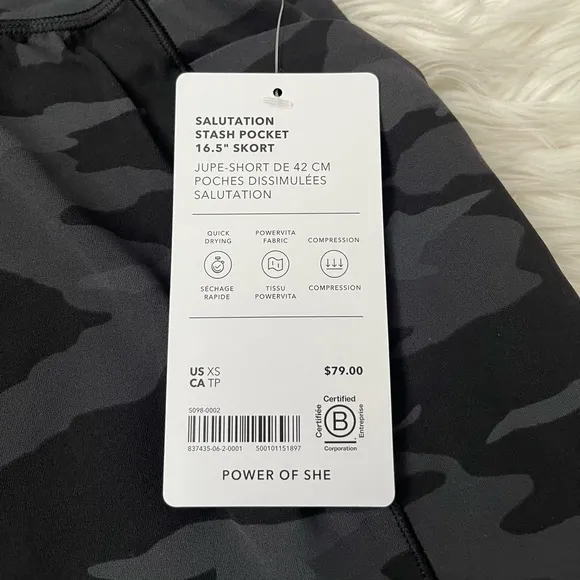 SALUTATION
STASH POCKET
16.5" SKORT
JUPE-SHORT DE 42 CM
POCHES DISSIMULÉES
SALUTATION
QUICK
DRYING
POWERVITA
FABRIC
COMPRESSION
SÉCHAGE
RAPIDE
TISSU
POWERVITA
COMPRESSION
US XS
CA TP
$79.00
S098-0002
837435-06-2-0001 500101151897
Certified
Certifiée
B
Entreprise
Corporation
POWER OF SHE